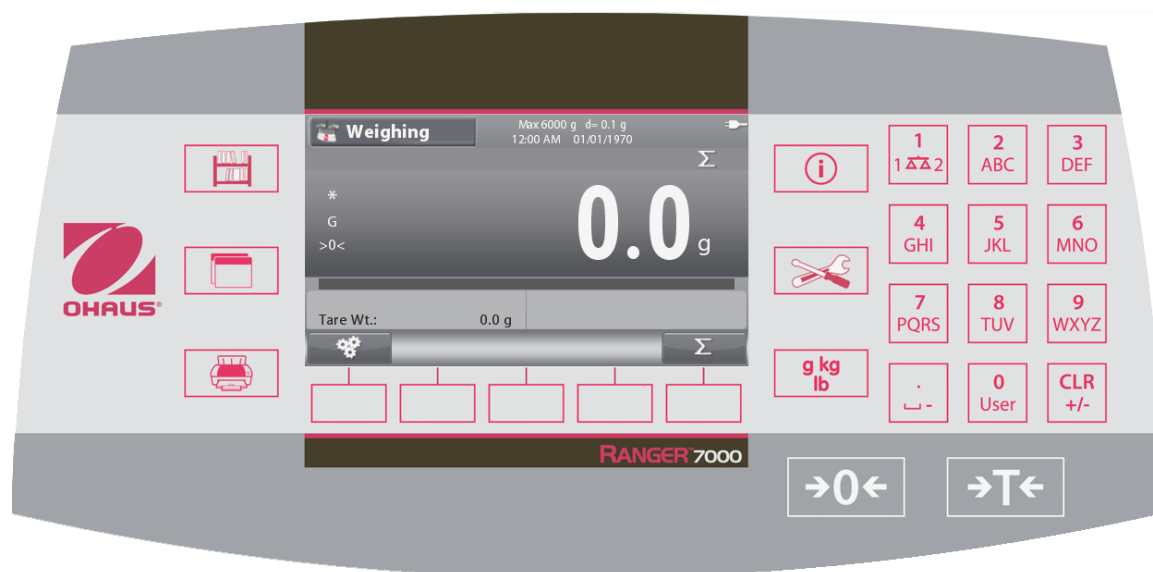 Weighing
Max 6000 g d= 0.1 g
12:00 AM 01/01/1970
Σ
*
G
>0<
0.0 g
Tare Wt.: 0.0 g
Σ
OHAUS®
i
g kg
lb
1
1 2
2
ABC
3
DEF
4
GHI
5
JKL
6
MNO
7
PQRS
8
TUV
9
WXYZ
.
⎵ -
0
User
CLR
+/-
RANGER™7000
→0←
→T←